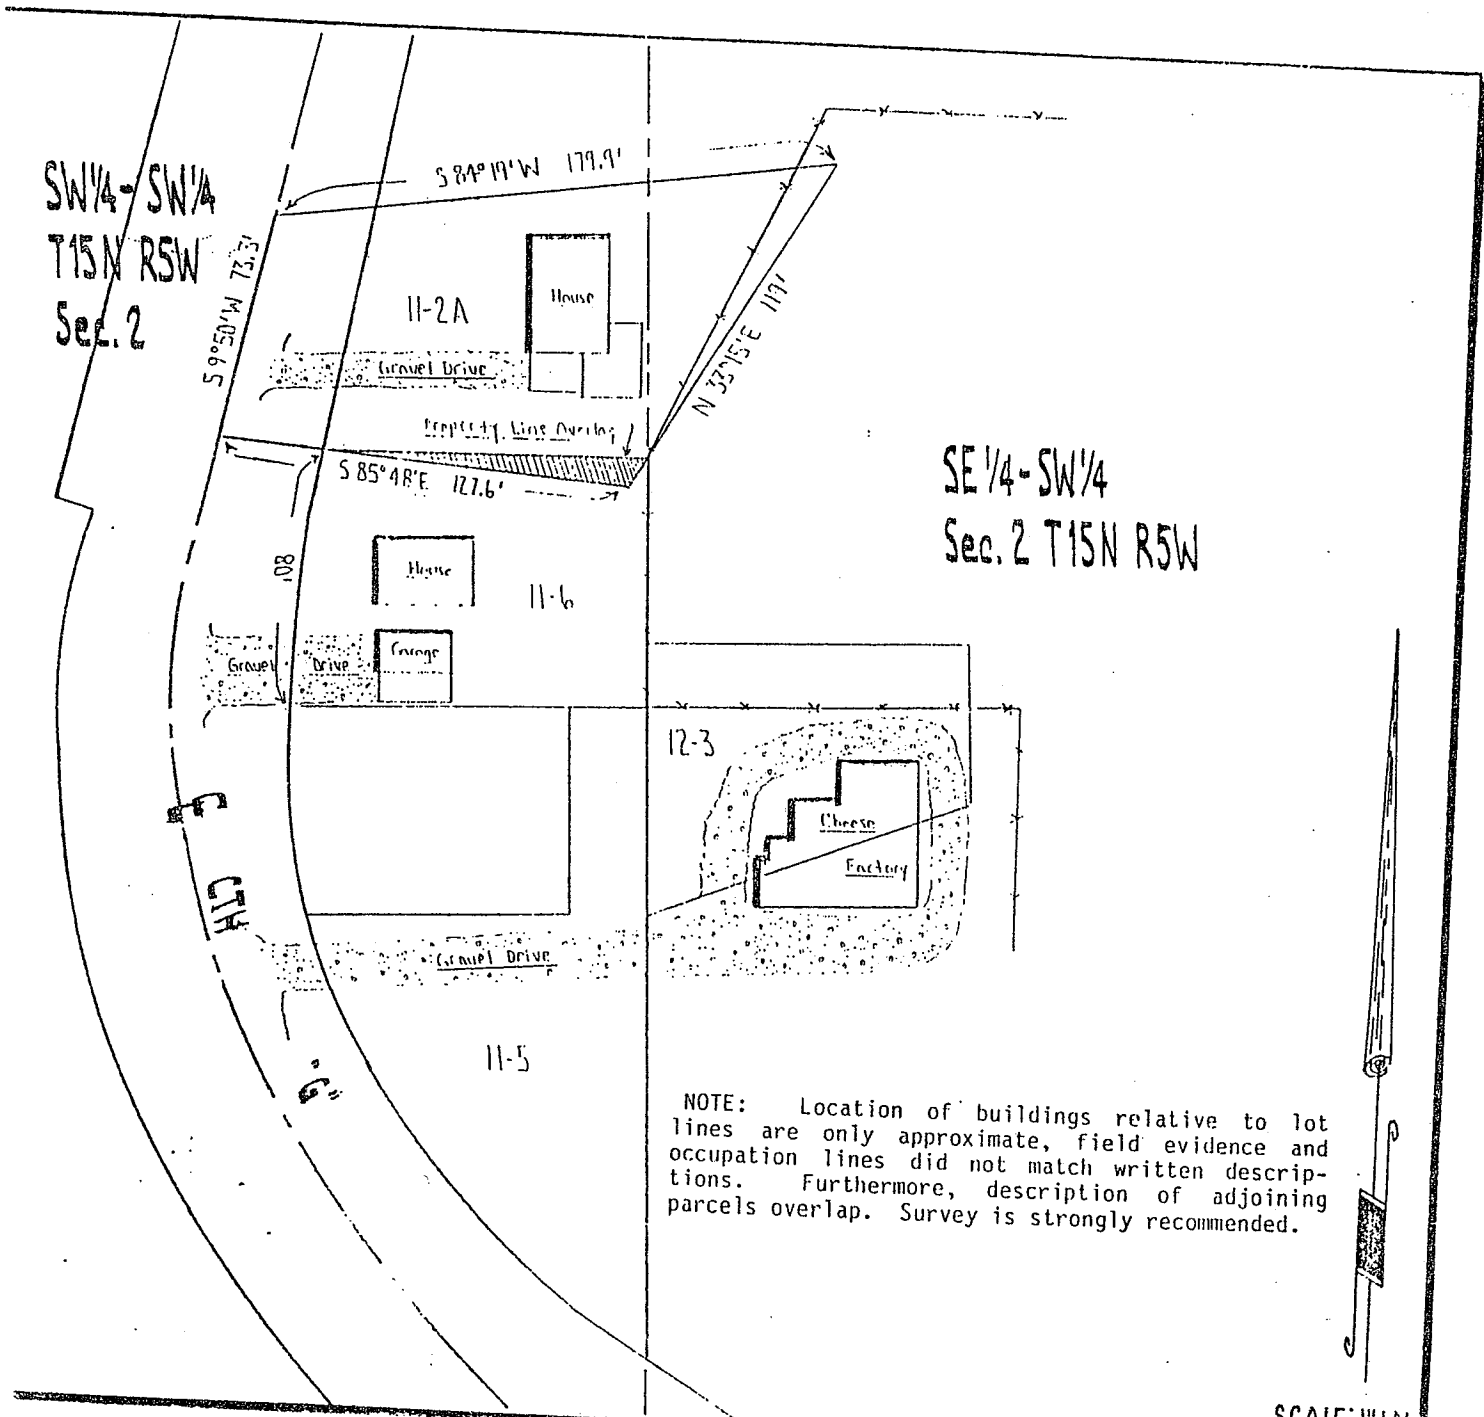 S 84°19'W 179.9'
SW¼-SW¼
T15N R5W
Sec. 2
S 9°50'W 73.3'
House
11-2A
Gravel Drive
N 33°15'E 119'
Property Line Overlap
S 85°48'E 127.6'
SE¼-SW¼
Sec. 2 T15N R5W
80'
House
11-6
Garage
Gravel Drive
12-3
Cheese
Factory
CTH
Gravel Drive
"G"
11-5
NOTE: Location of buildings relative to lot
lines are only approximate, field evidence and
occupation lines did not match written descrip-
tions. Furthermore, description of adjoining
parcels overlap. Survey is strongly recommended.